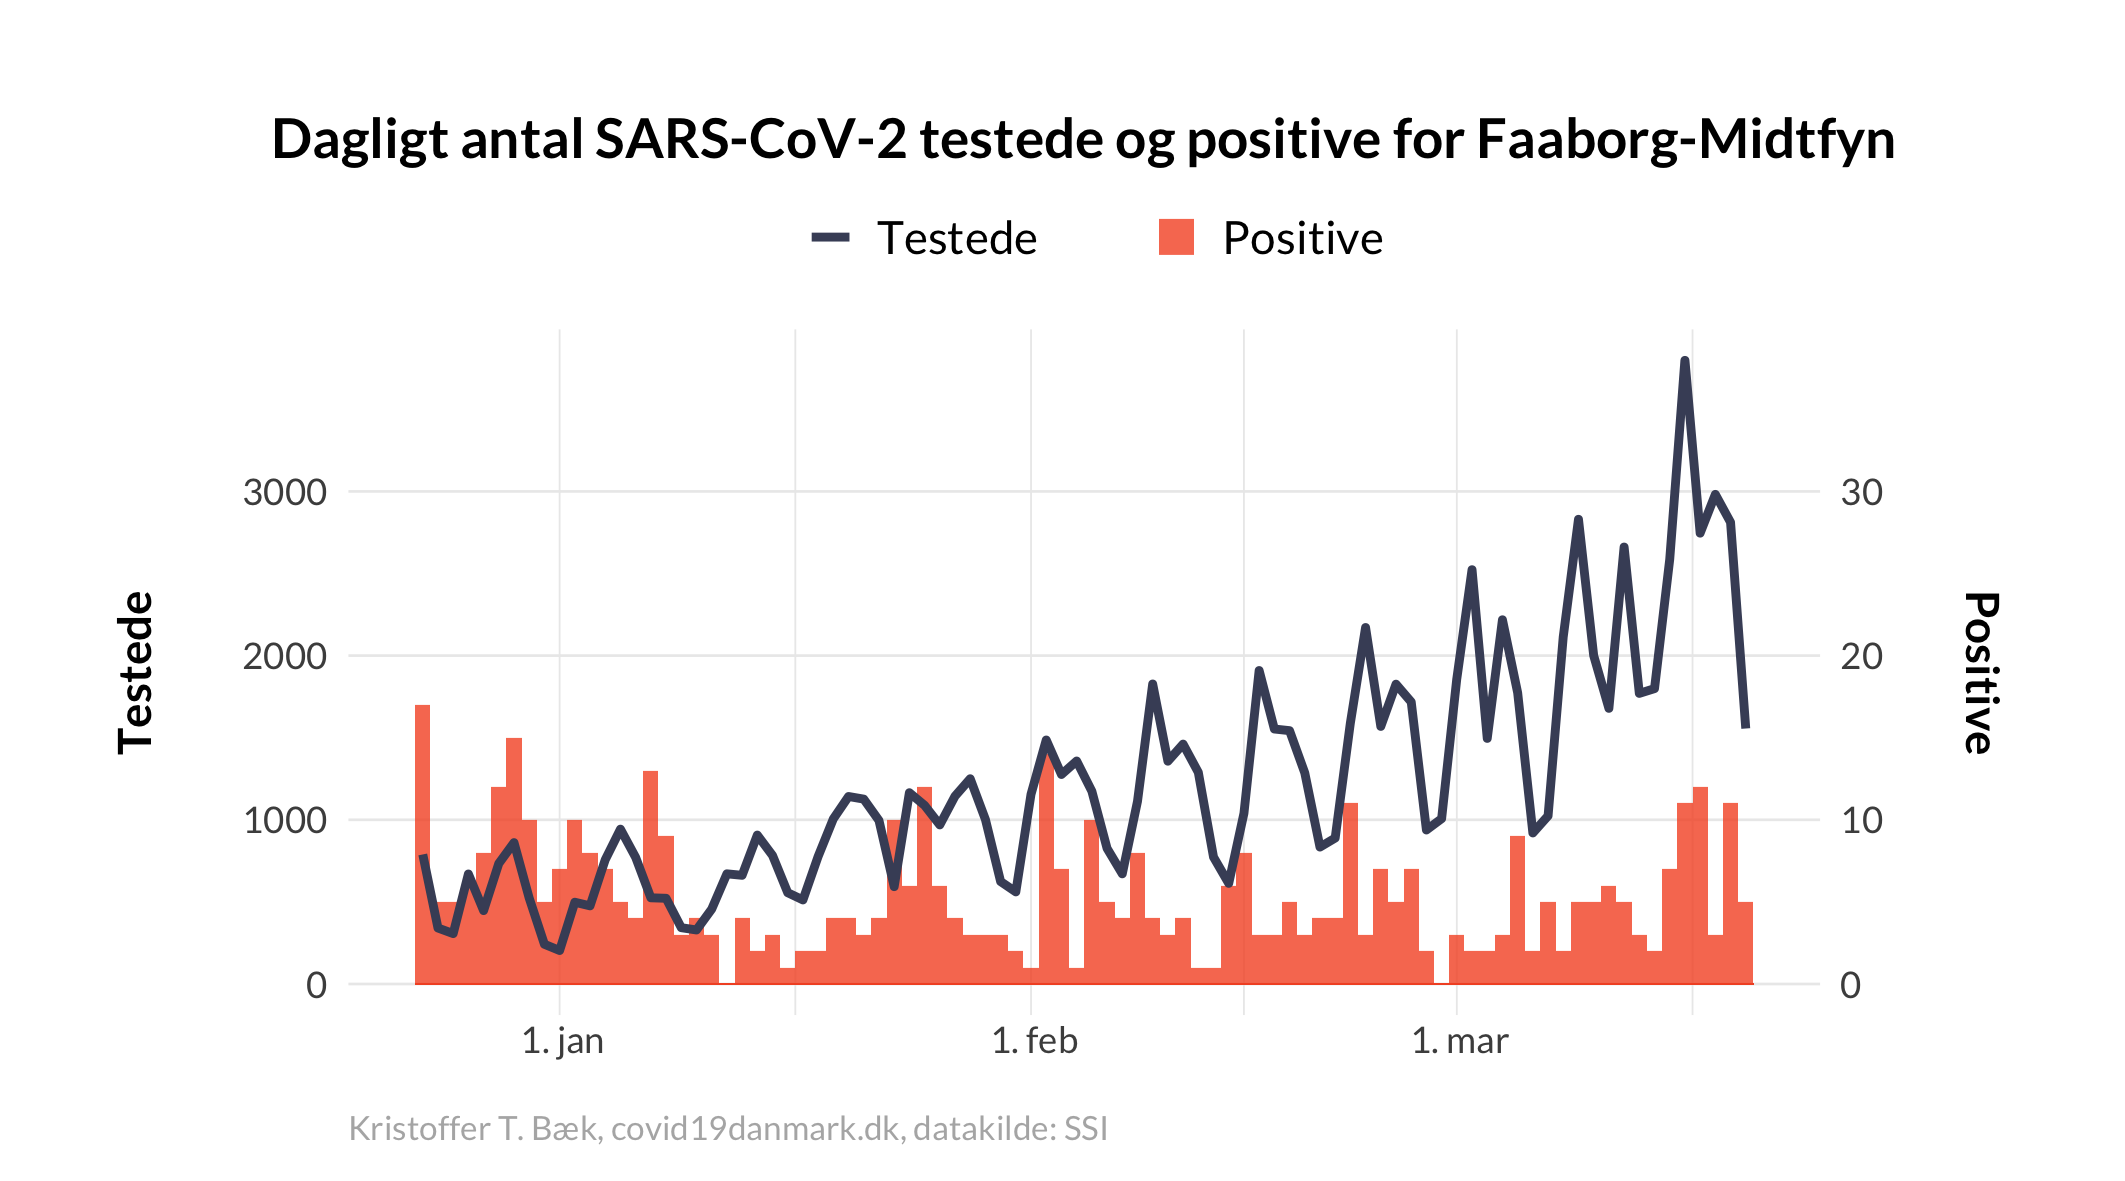 Dagligt antal SARS-CoV-2 testede og positive for Faaborg-Midtfyn
Testede Positive
Testede
3000
2000
1000
0
30
20
10
0
Positive
1. jan 1. feb 1. mar
Kristoffer T. Bæk, covid19danmark.dk, datakilde: SSI